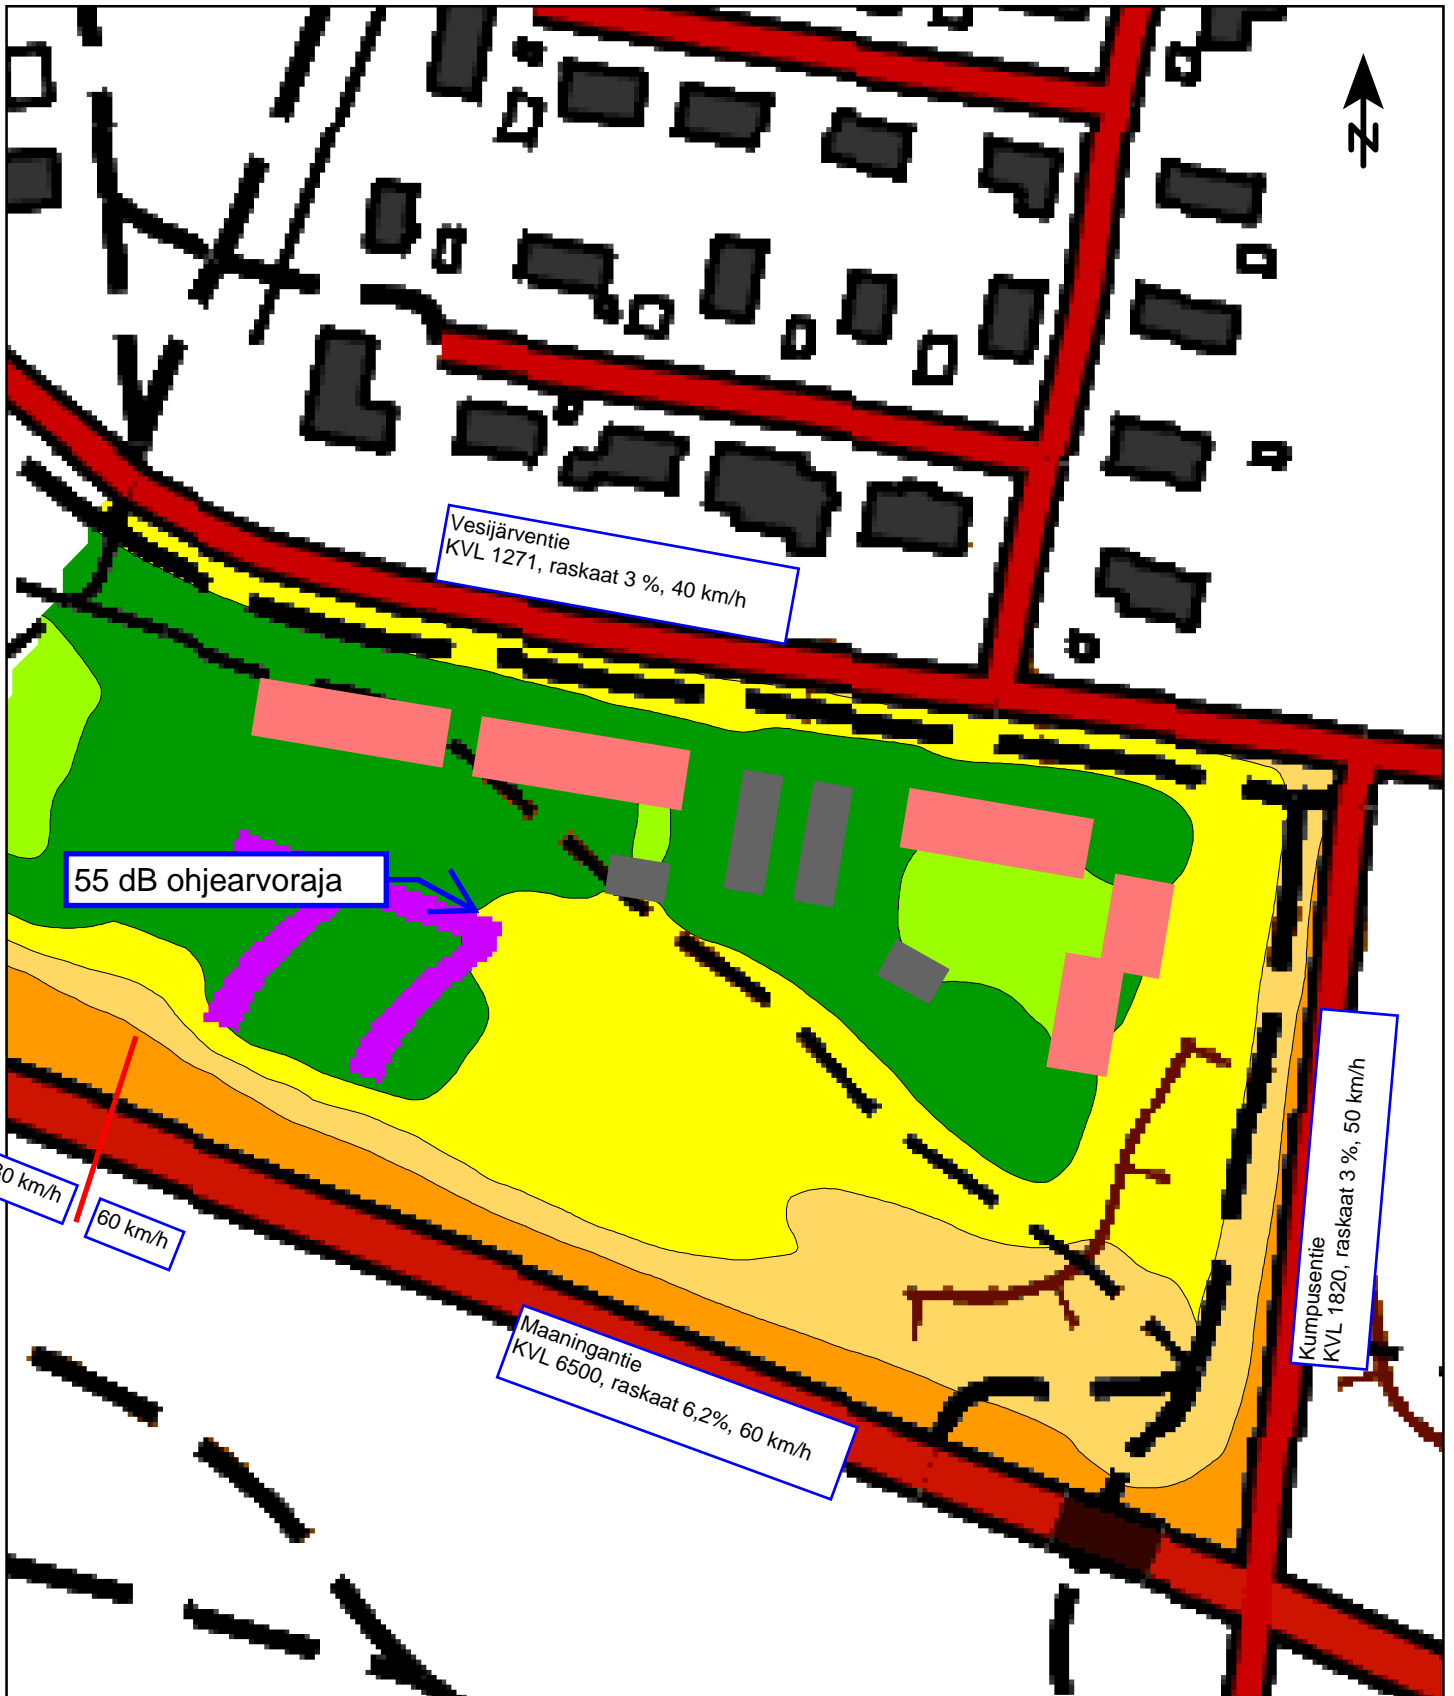 N
Vesijärventie
KVL 1271, raskaat 3 %, 40 km/h
55 dB ohjearvoraja
km/h
60 km/h
Maaningantie
KVL 6500, raskaat 6,2%, 60 km/h
Kumpusentie
KVL 1820, raskaat 3 %, 50 km/h